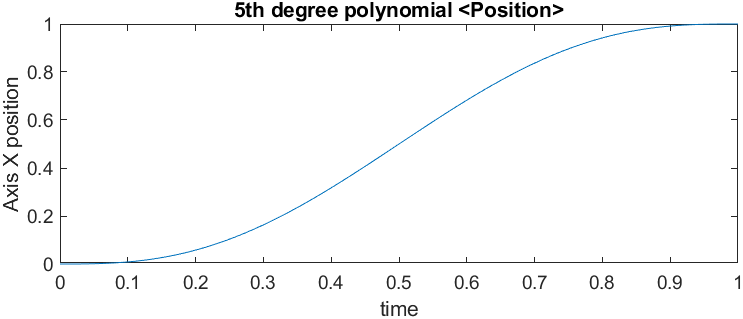 5th degree polynomial <Position>
Axis X position
1
0.8
0.6
0.4
0.2
0
0 0.1 0.2 0.3 0.4 0.5 0.6 0.7 0.8 0.9 1
time